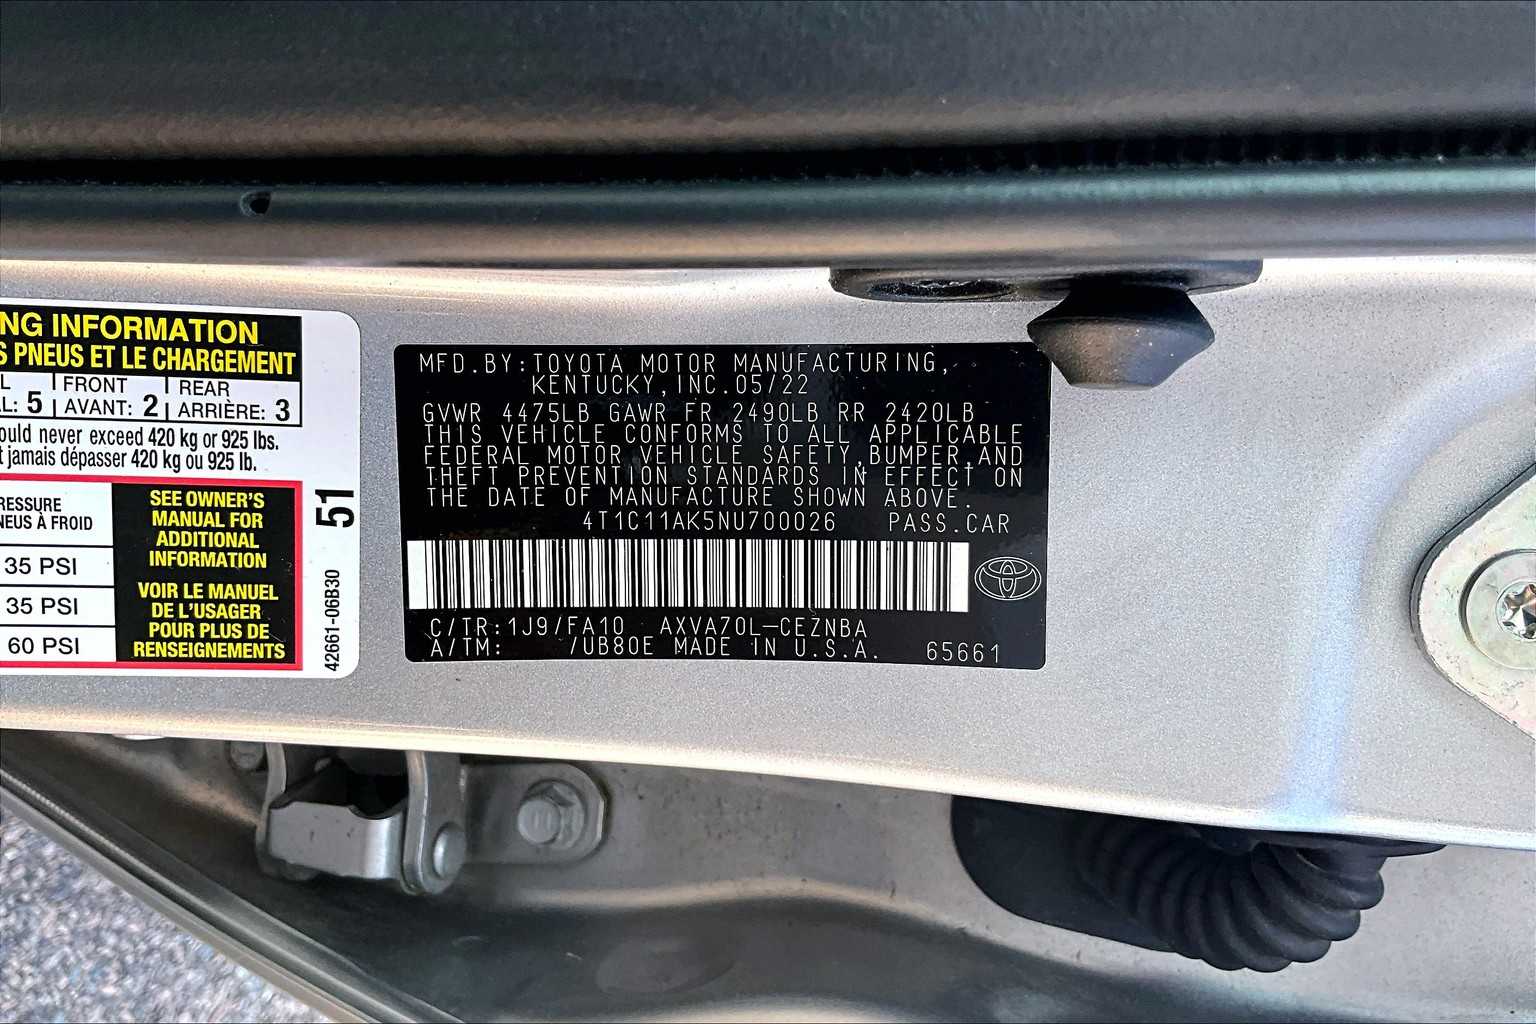 NG INFORMATION
S PNEUS ET LE CHARGEMENT
L FRONT REAR
L: 5 AVANT: 2 ARRIÈRE: 3
ould never exceed 420 kg or 925 lbs.
t jamais dépasser 420 kg ou 925 lb.
RESSURE
NEUS À FROID
35 PSI
35 PSI
60 PSI
SEE OWNER'S
MANUAL FOR
ADDITIONAL
INFORMATION
VOIR LE MANUEL
DE L'USAGER
POUR PLUS DE
RENSEIGNEMENTS
51
42661-06B30
MFD.BY:TOYOTA MOTOR MANUFACTURING,
KENTUCKY,INC.05/22
GVWR 4475LB GAWR FR 2490LB RR 2420LB
THIS VEHICLE CONFORMS TO ALL APPLICABLE
FEDERAL MOTOR VEHICLE SAFETY,BUMPER,AND
THEFT PREVENTION STANDARDS IN EFFECT ON
THE DATE OF MANUFACTURE SHOWN ABOVE.
4T1C11AK5NU700026 PASS.CAR
C/TR:1J9/FA10 AXVA70L-CEZNBA
A/TM: /UB80E MADE IN U.S.A. 65661